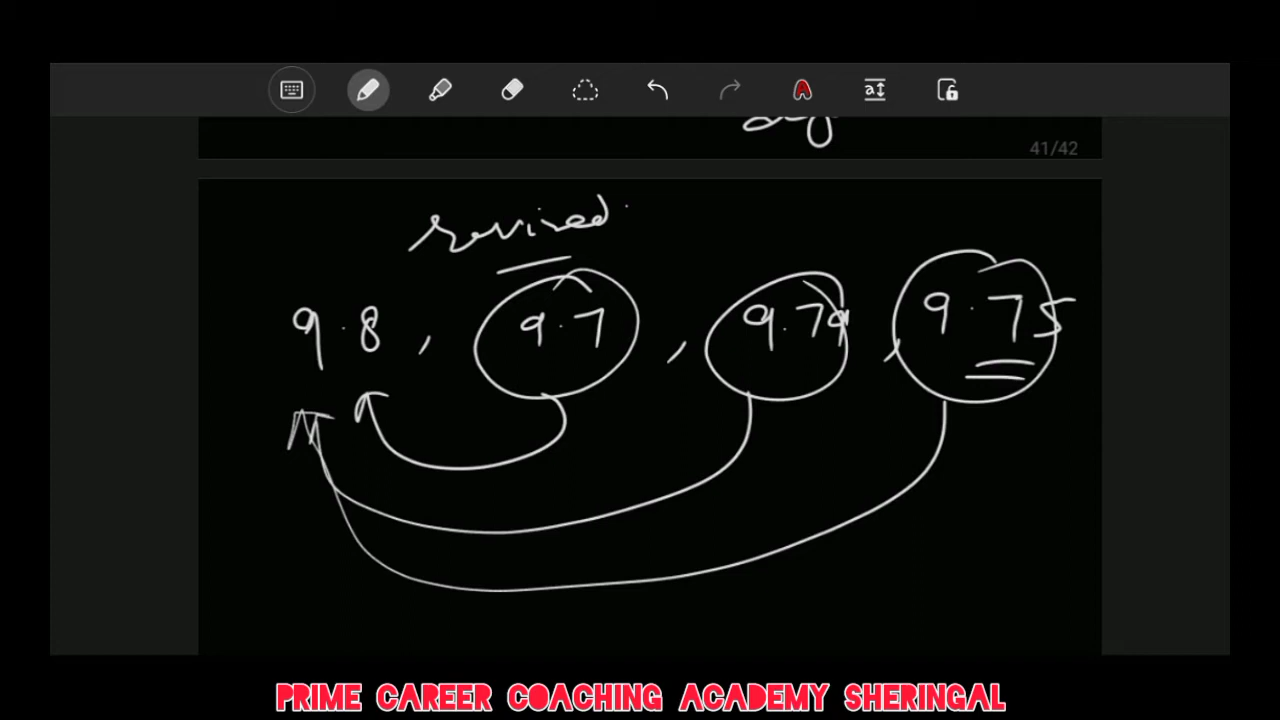 41/42
revised
9.8, 9.7, 9.79, 9.75
PRIME CAREER COACHING ACADEMY SHERINGAL